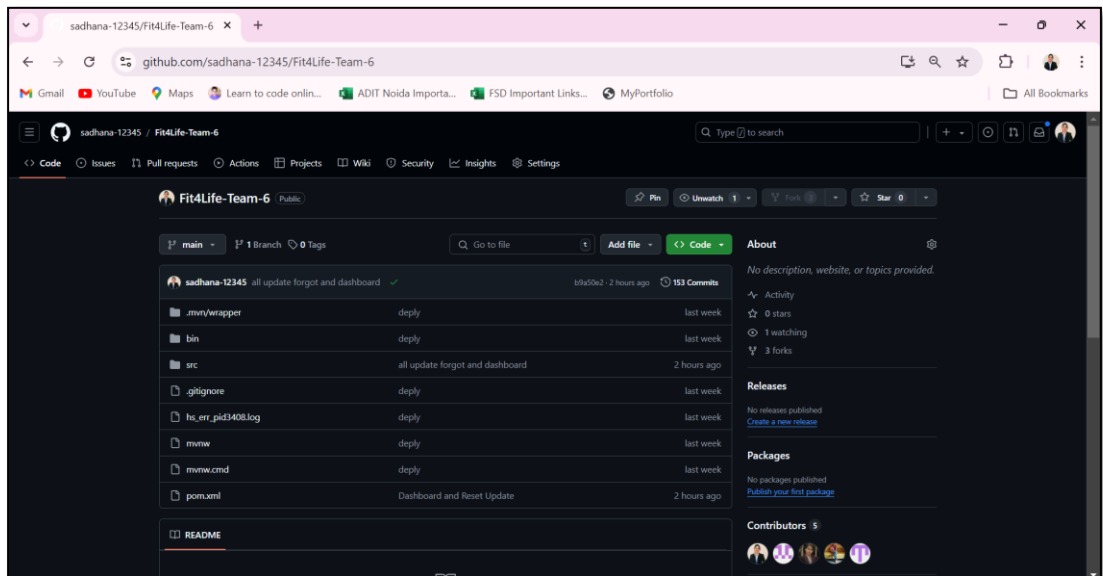 sadhana-12345/Fit4Life-Team-6
github.com/sadhana-12345/Fit4Life-Team-6
Gmail YouTube Maps Learn to code onlin... ADIT Noida Importa... FSD Important Links... MyPortfolio All Bookmarks
sadhana-12345 / Fit4Life-Team-6 Type / to search
Code Issues Pull requests Actions Projects Wiki Security Insights Settings
Fit4Life-Team-6 Public Pin Unwatch 1 Fork 3 Star 0
main 1 Branch 0 Tags Go to file t Add file Code
sadhana-12345 all update forgot and dashboard b9a50e2 · 2 hours ago 153 Commits
.mvn/wrapper deply last week
bin deply last week
src all update forgot and dashboard 2 hours ago
.gitignore deply last week
hs_err_pid3408.log deply last week
mvnw deply last week
mvnw.cmd deply last week
pom.xml Dashboard and Reset Update 2 hours ago
README
About
No description, website, or topics provided.
Activity
0 stars
1 watching
3 forks
Releases
No releases published
Create a new release
Packages
No packages published
Publish your first package
Contributors 5